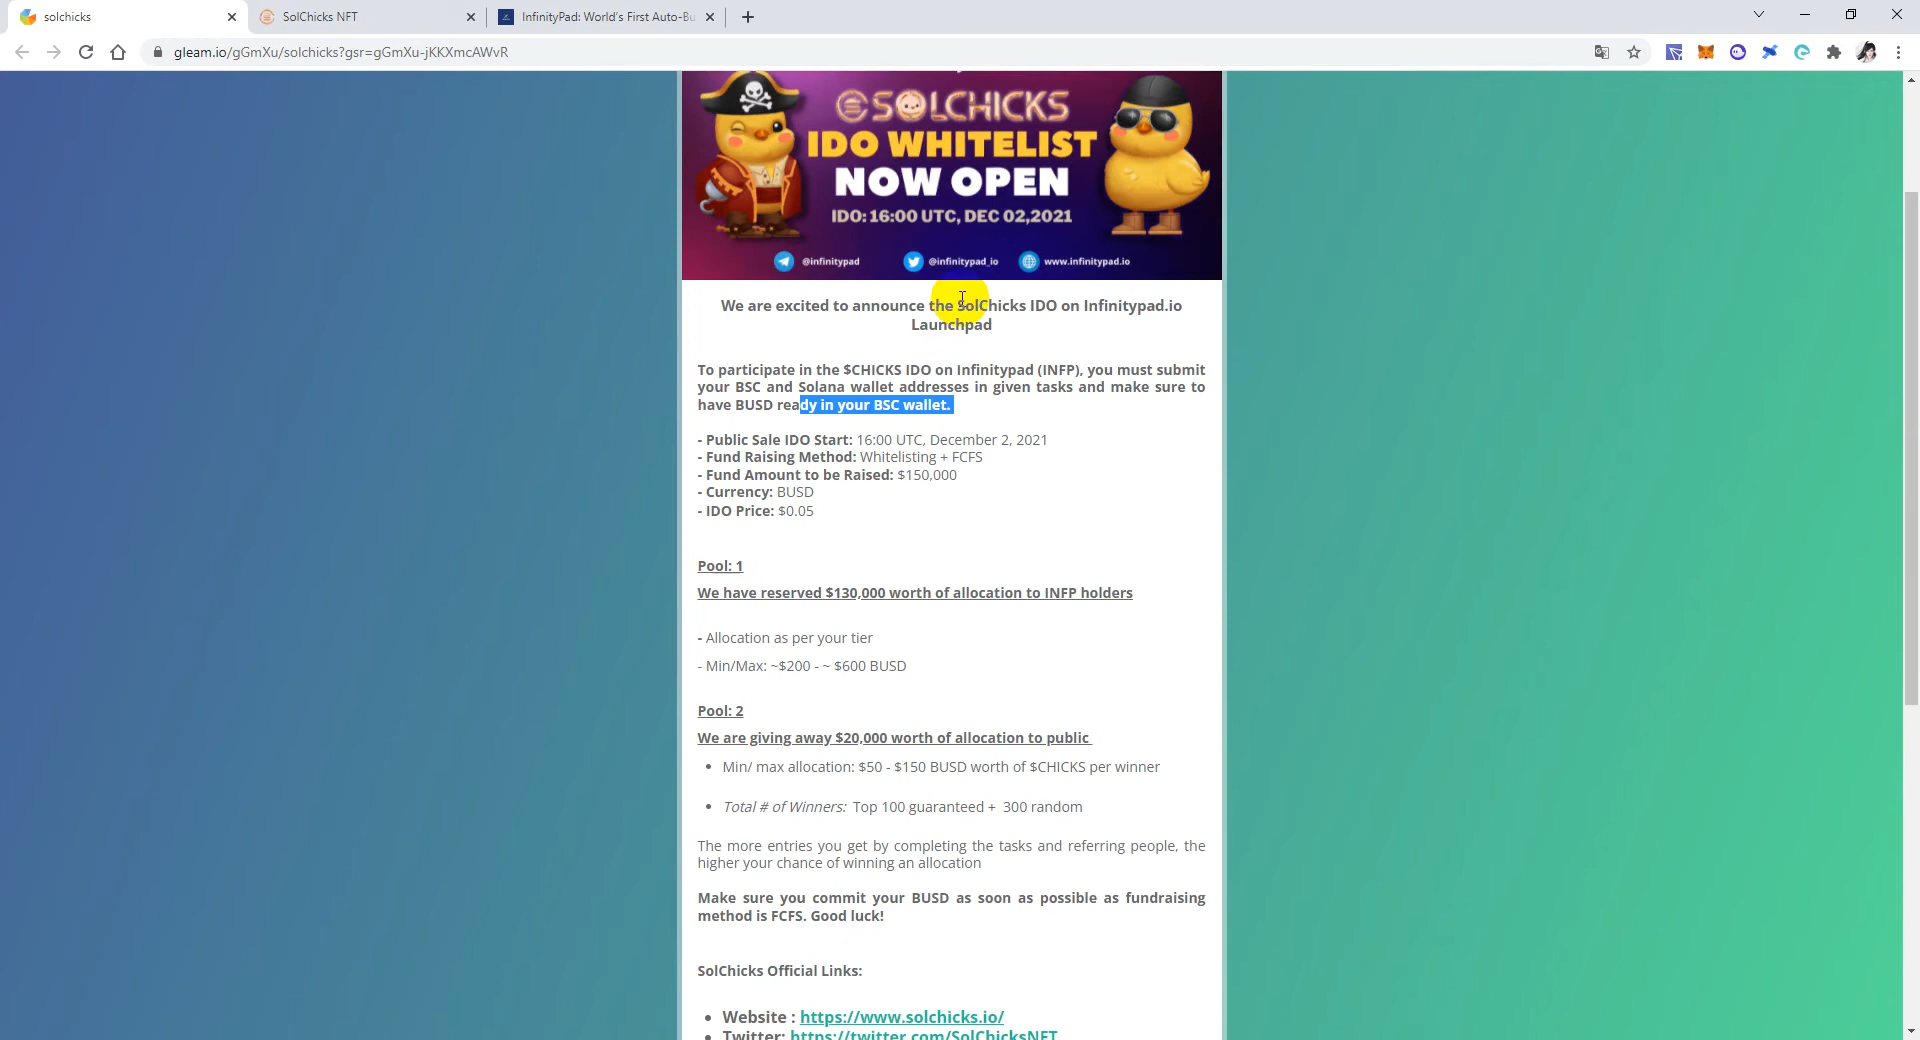 solchicks
SolChicks NFT
InfinityPad: World's First Auto-Bu
gleam.io/gGmXu/solchicks?gsr=gGmXu-jKKXmcAWvR
SOLCHICKS
IDO WHITELIST
NOW OPEN
IDO: 16:00 UTC, DEC 02,2021
@infinitypad @infinitypad_io www.infinitypad.io
We are excited to announce the SolChicks IDO on Infinitypad.io
Launchpad
To participate in the $CHICKS IDO on Infinitypad (INFP), you must submit
your BSC and Solana wallet addresses in given tasks and make sure to
have BUSD ready in your BSC wallet.
- Public Sale IDO Start: 16:00 UTC, December 2, 2021
- Fund Raising Method: Whitelisting + FCFS
- Fund Amount to be Raised: $150,000
- Currency: BUSD
- IDO Price: $0.05
Pool: 1
We have reserved $130,000 worth of allocation to INFP holders
- Allocation as per your tier
- Min/Max: ~$200 - ~ $600 BUSD
Pool: 2
We are giving away $20,000 worth of allocation to public
• Min/ max allocation: $50 - $150 BUSD worth of $CHICKS per winner
• Total # of Winners: Top 100 guaranteed + 300 random
The more entries you get by completing the tasks and referring people, the
higher your chance of winning an allocation
Make sure you commit your BUSD as soon as possible as fundraising
method is FCFS. Good luck!
SolChicks Official Links:
• Website : https://www.solchicks.io/
• Twitter: https://twitter.com/SolChicksNFT